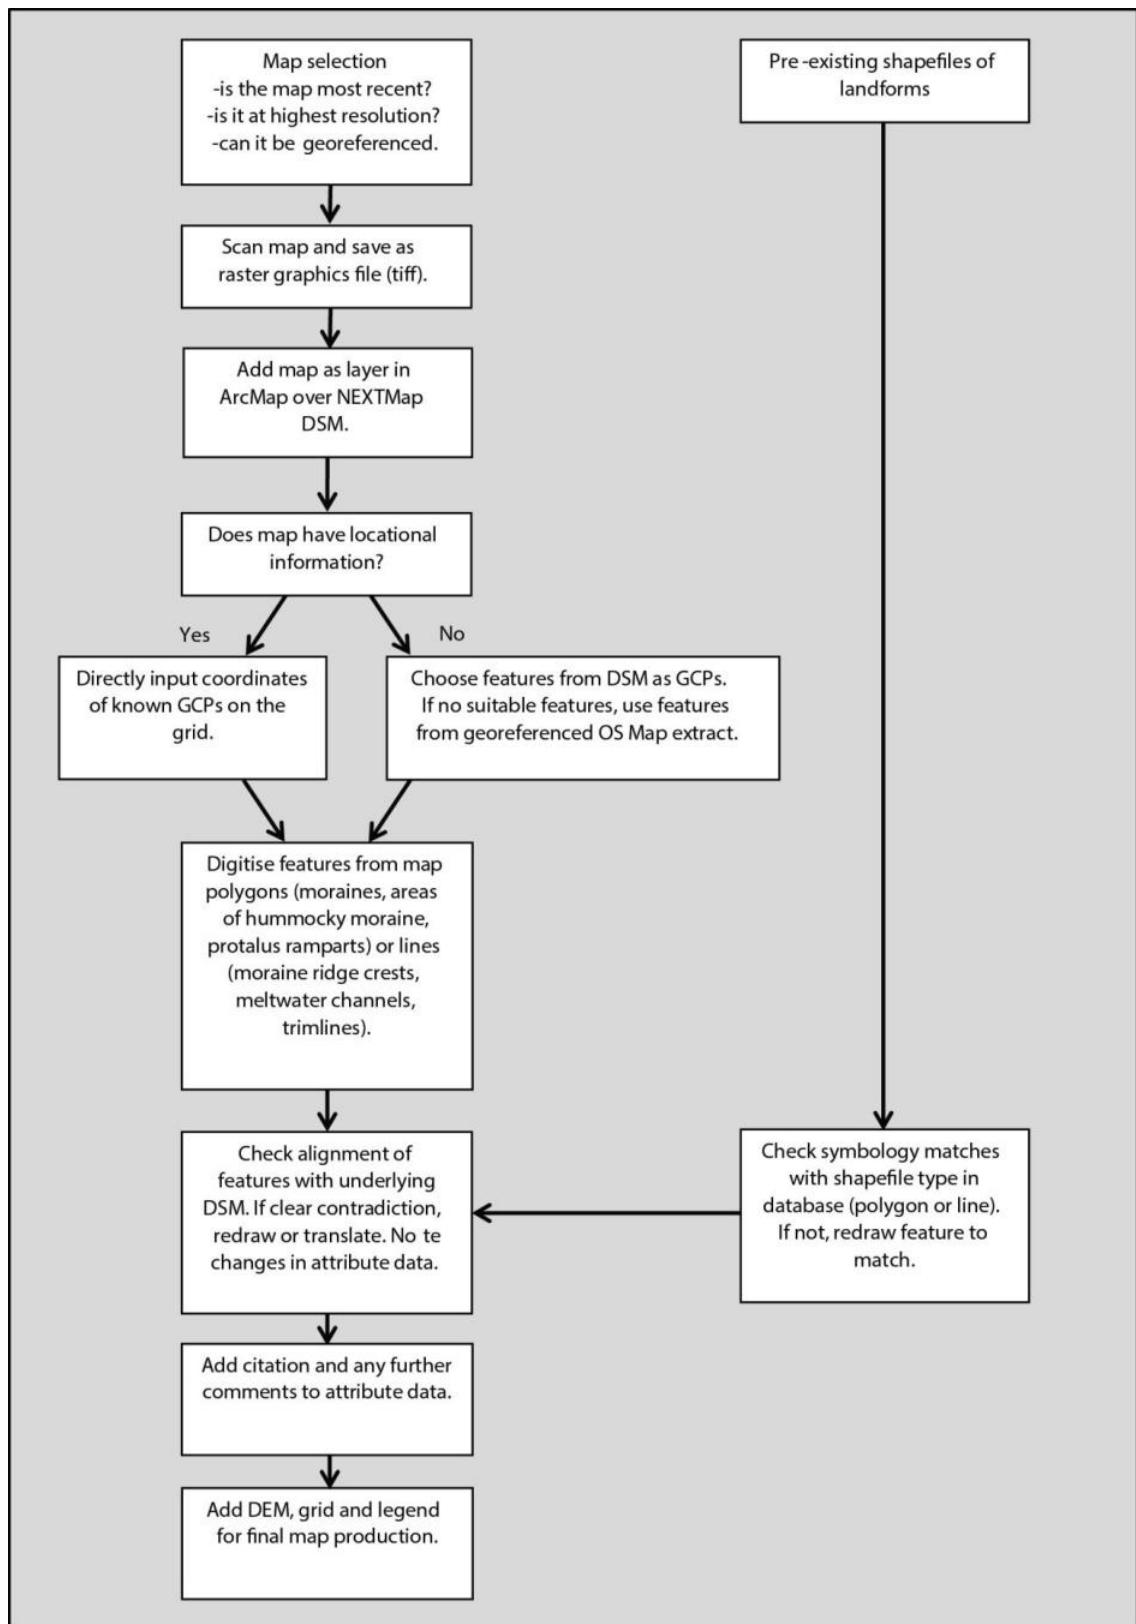 Map selection
-is the map most recent?
-is it at highest resolution?
-can it be georeferenced.
Pre -existing shapefiles of
landforms
Scan map and save as
raster graphics file (tiff).
Add map as layer in
ArcMap over NEXTMap
DSM.
Does map have locational
information?
Yes
No
Directly input coordinates
of known GCPs on the
grid.
Choose features from DSM as GCPs.
If no suitable features, use features
from georeferenced OS Map extract.
Digitise features from map
polygons (moraines, areas
of hummocky moraine,
protalus ramparts) or lines
(moraine ridge crests,
meltwater channels,
trimlines).
Check alignment of
features with underlying
DSM. If clear contradiction,
redraw or translate. No te
changes in attribute data.
Check symbology matches
with shapefile type in
database (polygon or line).
If not, redraw feature to
match.
Add citation and any further
comments to attribute data.
Add DEM, grid and legend
for final map production.